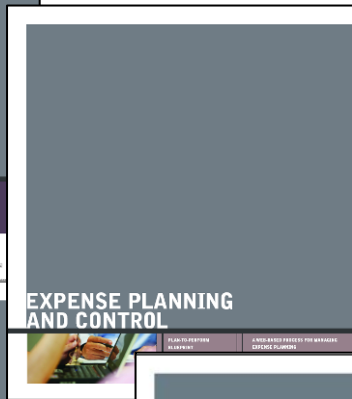 EXPENSE PLANNING
AND CONTROL
PLAN-TO-PERFORM
BLUEPRINT
A WEB-BASED PROCESS FOR MANAGING
EXPENSE PLANNING